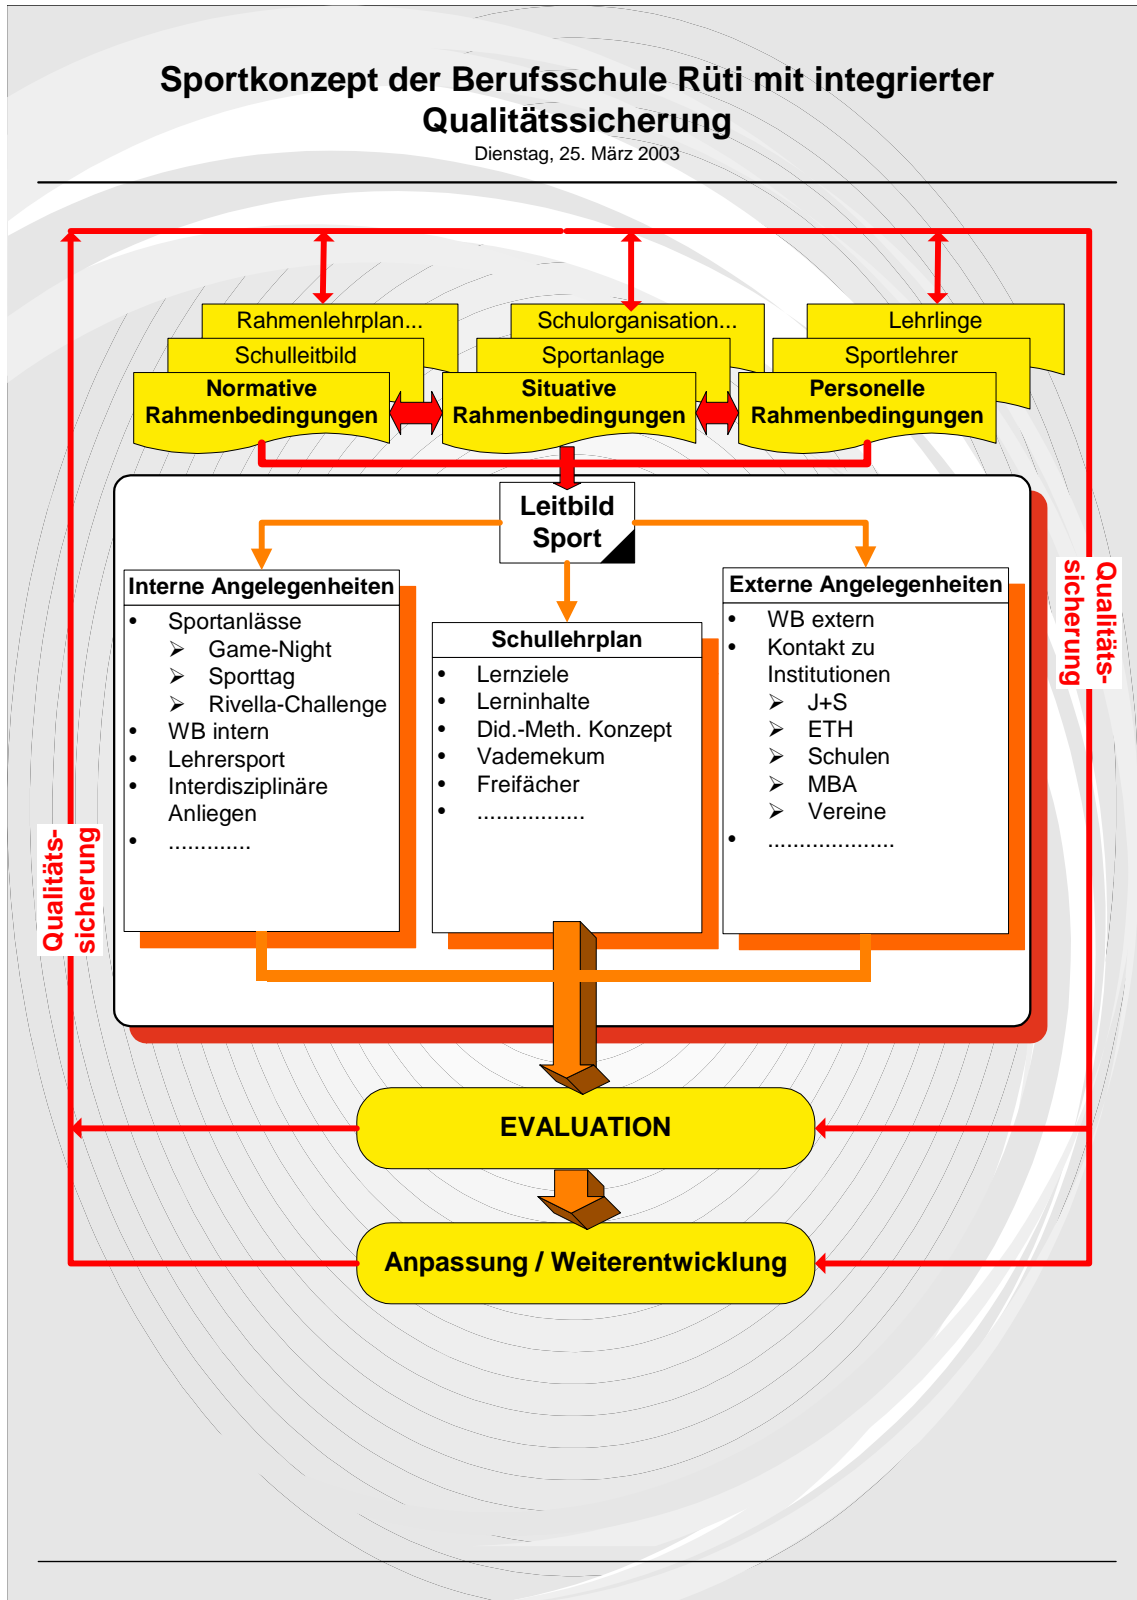 Sportkonzept der Berufsschule Rüti mit integrierter
Qualitätssicherung
Dienstag, 25. März 2003
Rahmenlehrplan...
Schulleitbild
Normative
Rahmenbedingungen
Schulorganisation...
Sportanlage
Situative
Rahmenbedingungen
Lehrlinge
Sportlehrer
Personelle
Rahmenbedingungen
Leitbild
Sport
Interne Angelegenheiten
• Sportanlässe
➢ Game-Night
➢ Sporttag
➢ Rivella-Challenge
• WB intern
• Lehrersport
• Interdisziplinäre
Anliegen
• .............
Schullehrplan
• Lernziele
• Lerninhalte
• Did.-Meth. Konzept
• Vademekum
• Freifächer
• .................
Externe Angelegenheiten
• WB extern
• Kontakt zu
Institutionen
➢ J+S
➢ ETH
➢ Schulen
➢ MBA
➢ Vereine
• ....................
Qualitäts-
sicherung
Qualitäts-
sicherung
EVALUATION
Anpassung / Weiterentwicklung